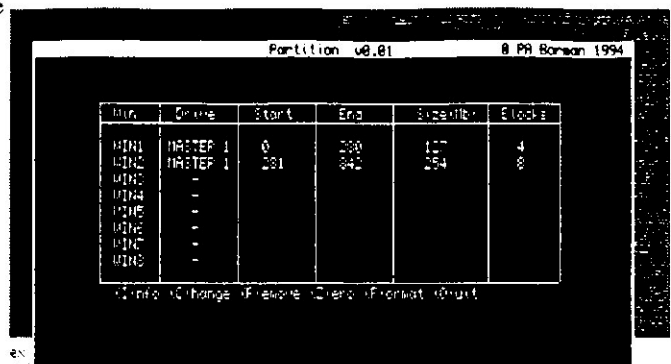 Partition v0.01 @ PA Borman 1994
Win Drive Start End Size(Mb) Blocks
WIN1 MASTER 1 0 280 127 4
WIN2 MASTER 1 281 842 254 8
WIN3 -
WIN4 -
WIN5 -
WIN6 -
WIN7 -
WIN8 -
(I)nfo (C)hange (R)emove (Z)ero (F)ormat (Q)uit
ex